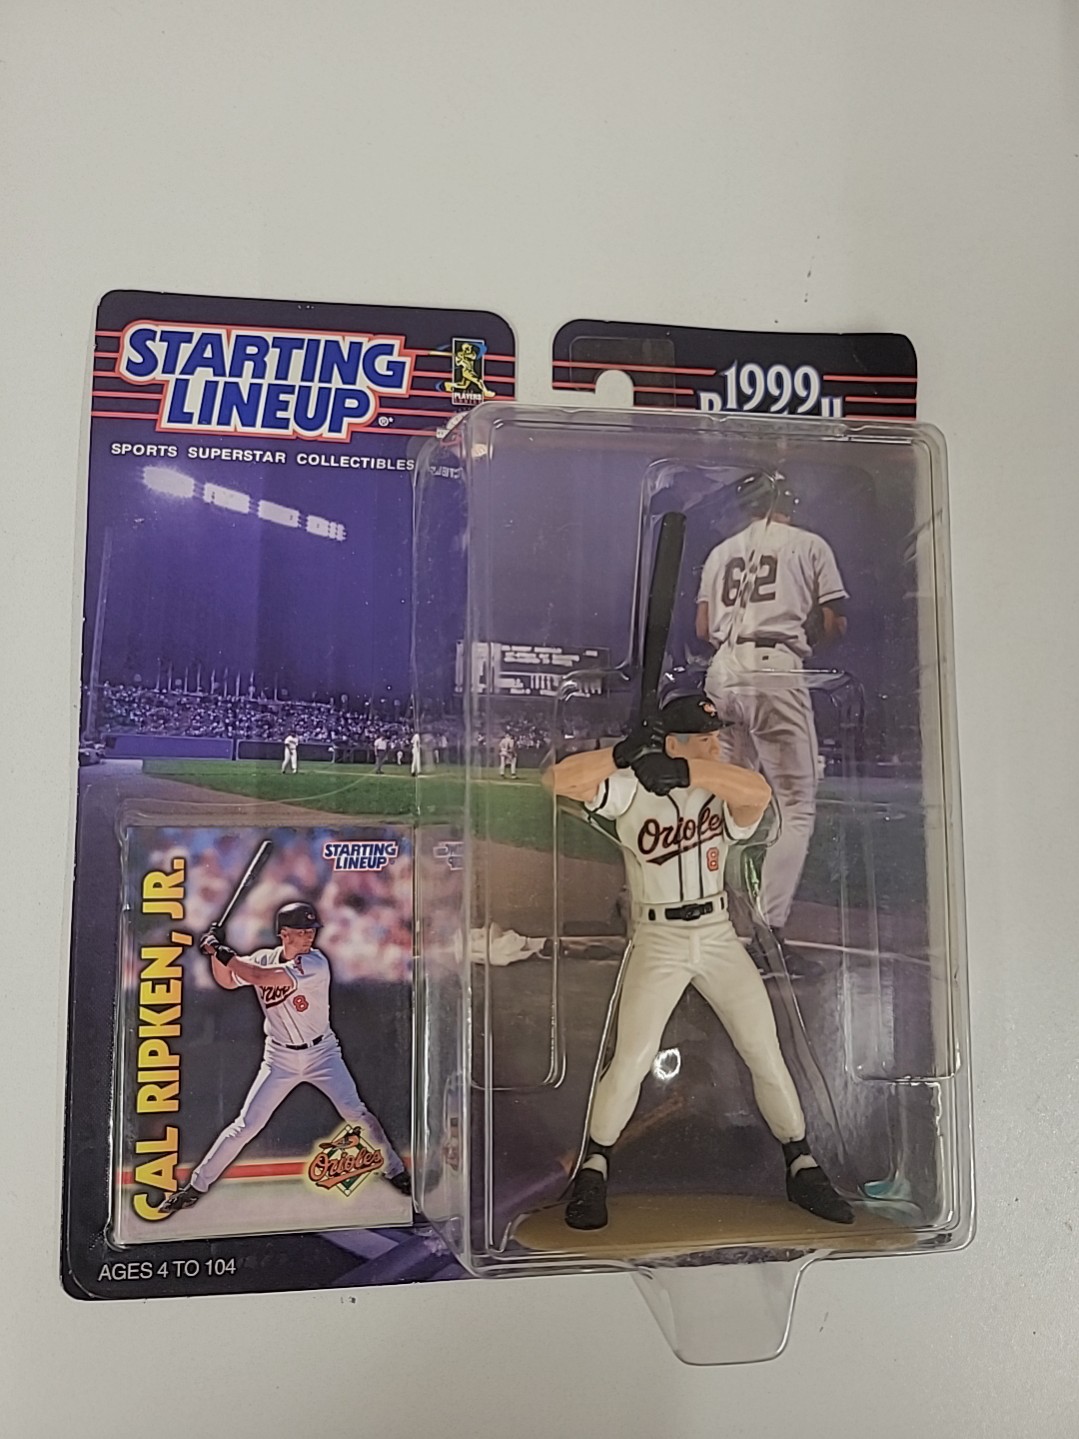 STARTING
LINEUP®
SPORTS SUPERSTAR COLLECTIBLES
PLAYERS
1999
62
Orioles
8
STARTING
LINEUP
CAL RIPKEN, JR.
8
Orioles
AGES 4 TO 104